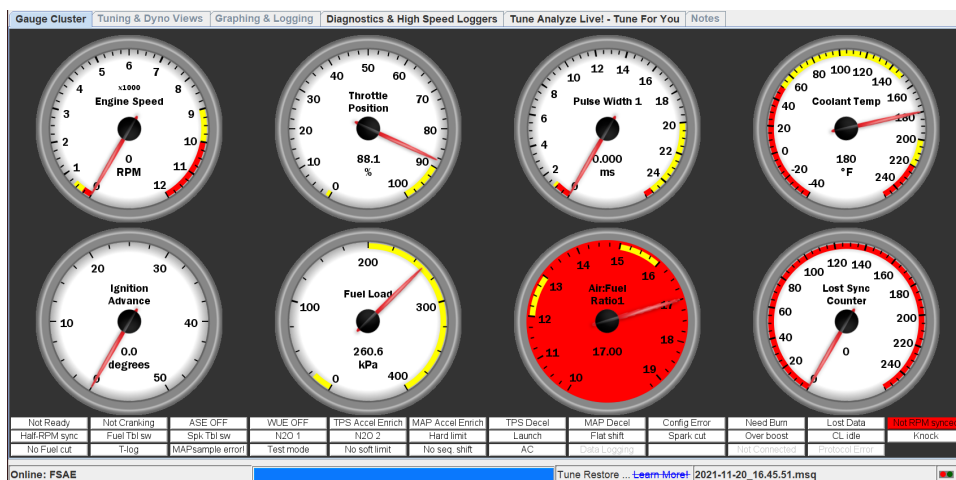 Gauge Cluster Tuning & Dyno Views Graphing & Logging Diagnostics & High Speed Loggers Tune Analyze Live! - Tune For You Notes
x1000
Engine Speed
0 1 2 3 4 5 6 7 8 9 10 11 12
0
RPM
Throttle
Position
0 10 20 30 40 50 60 70 80 90 100
88.1
%
Pulse Width 1
2 4 6 8 10 12 14 16 18 20 22 24
0.000
ms
Coolant Temp
-40 -20 0 20 40 60 80 100 120 140 160 180 200 220 240
180
°F
Ignition
Advance
0 10 20 30 40 50
0.0
degrees
Fuel Load
0 100 200 300 400
260.6
kPa
Air:Fuel
Ratio1
10 11 12 13 14 15 16 17 18 19
17.00
Lost Sync
Counter
0 20 40 60 80 100 120 140 160 180 200 220 240
0
Not Ready Not Cranking ASE OFF WUE OFF TPS Accel Enrich MAP Accel Enrich TPS Decel MAP Decel Config Error Need Burn Lost Data Not RPM synced
Half-RPM sync Fuel Tbl sw Spk Tbl sw N2O 1 N2O 2 Hard limit Launch Flat shift Spark cut Over boost CL idle Knock
No Fuel cut T-log MAPsample error! Test mode No soft limit No seq. shift AC Data Logging Not Connected Protocol Error
Online: FSAE Tune Restore ... Learn More! 2021-11-20_16.45.51.msq